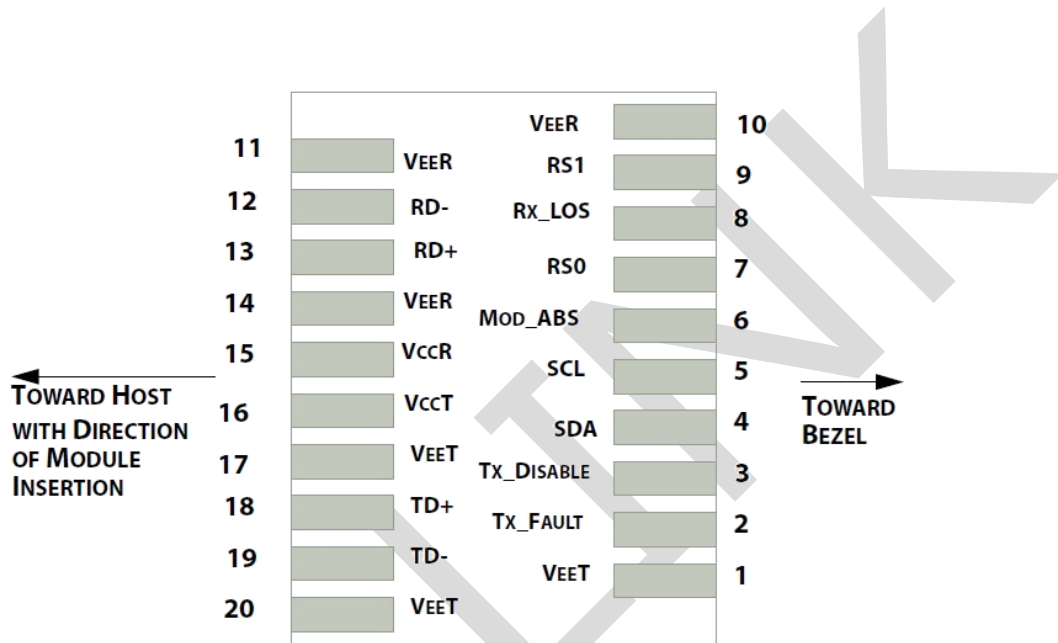 VEER 10
11 VEER
RS1 9
12 RD-
RX_LOS 8
13 RD+
RS0 7
14 VEER
MOD_ABS 6
15 VCCR
SCL 5
TOWARD HOST
WITH DIRECTION
OF MODULE
INSERTION
TOWARD
BEZEL
16 VCCT
SDA 4
17 VEET
TX_DISABLE 3
18 TD+
TX_FAULT 2
19 TD-
VEET 1
20 VEET
LINK